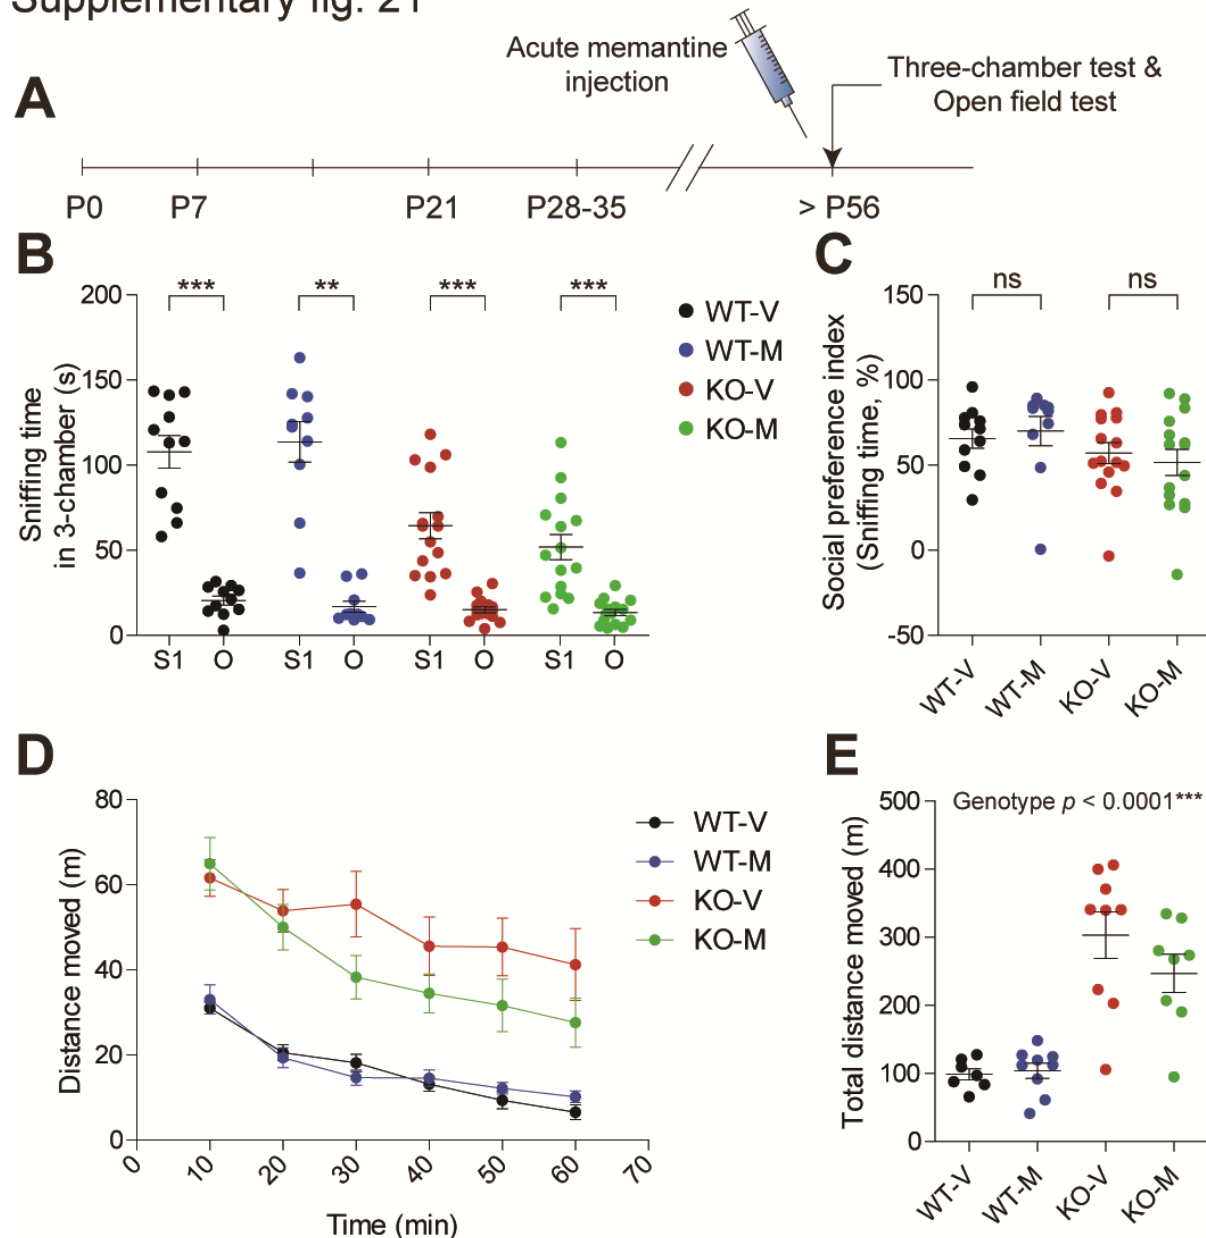 Supplementary fig. 21
A
Acute memantine
injection
Three-chamber test &
Open field test
P0 P7 P21 P28-35 > P56
B
Sniffing time
in 3-chamber (s)
*** ** *** ***
200
150
100
50
0
S1 O S1 O S1 O S1 O
WT-V
WT-M
KO-V
KO-M
C
Social preference index
(Sniffing time, %)
ns ns
150
100
50
0
-50
WT-V WT-M KO-V KO-M
D
Distance moved (m)
80
60
40
20
0
0 10 20 30 40 50 60 70
Time (min)
WT-V
WT-M
KO-V
KO-M
E
Total distance moved (m)
Genotype p < 0.0001***
500
400
300
200
100
0
WT-V WT-M KO-V KO-M